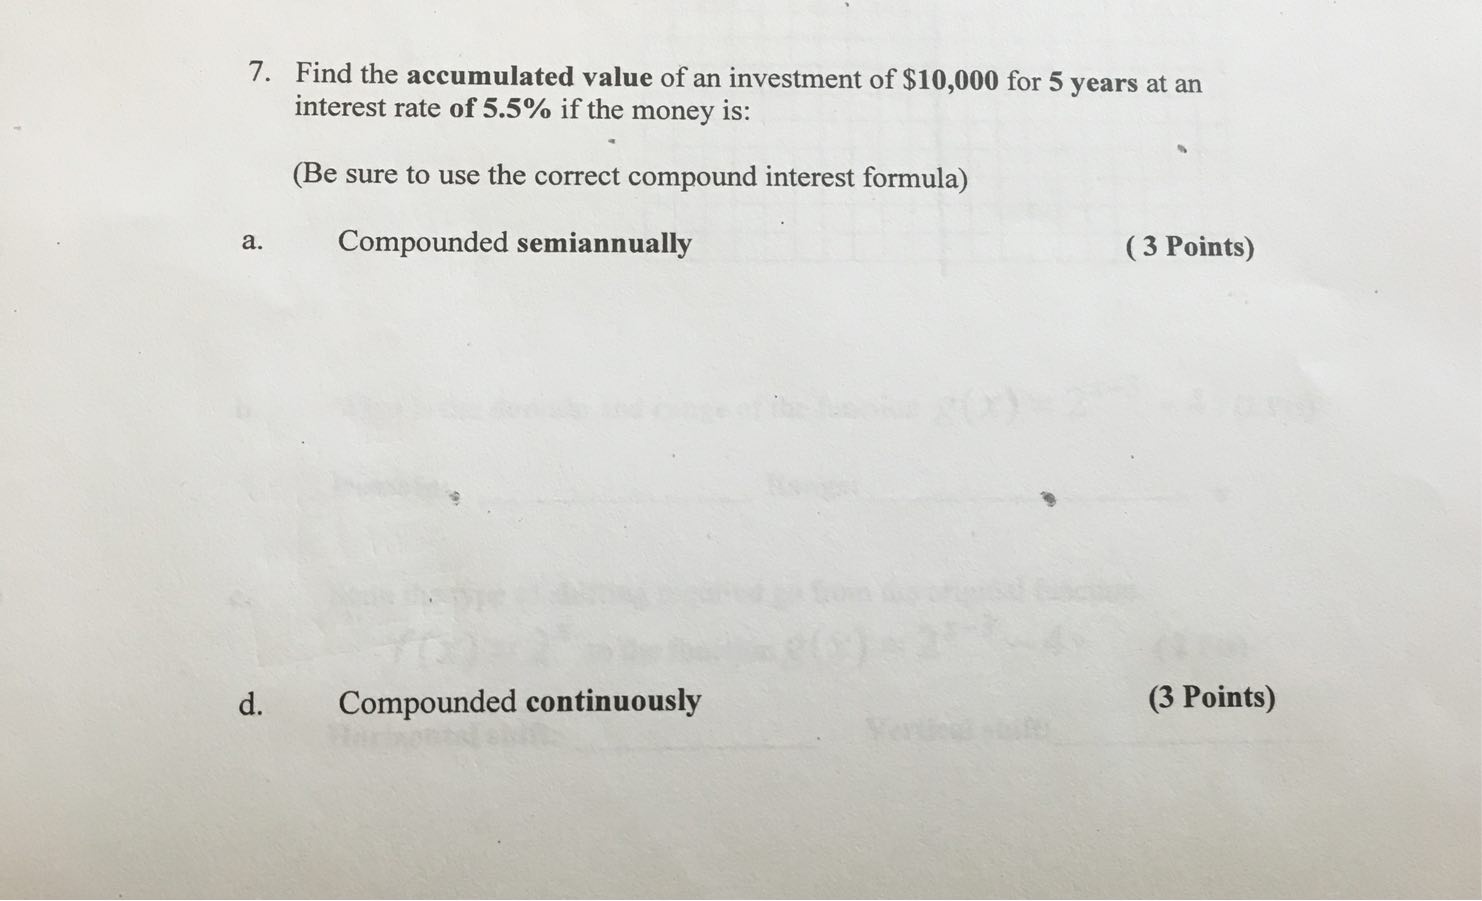 7. Find the accumulated value of an investment of $10,000 for 5 years at an
interest rate of 5.5% if the money is:
(Be sure to use the correct compound interest formula)
a. Compounded semiannually ( 3 Points)
d. Compounded continuously (3 Points)